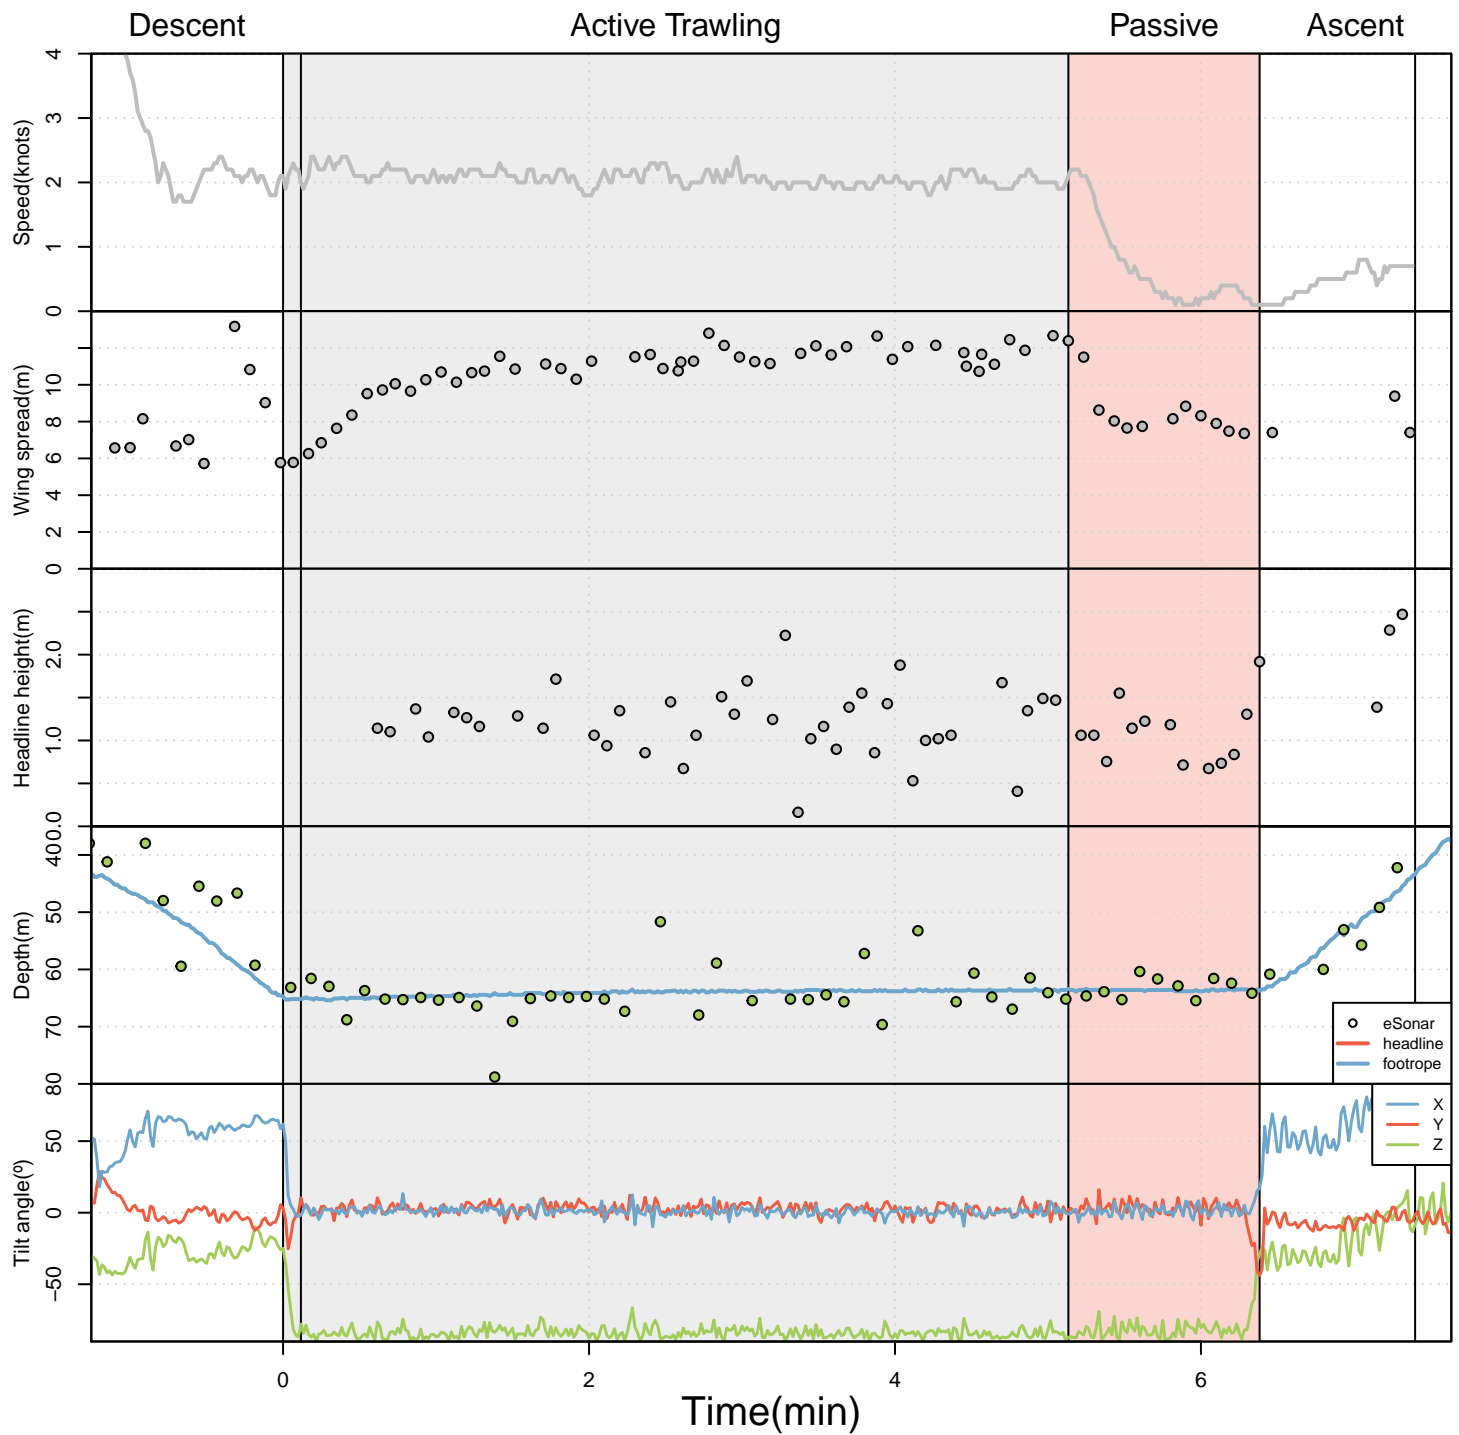 Descent Active Trawling Passive Ascent
Speed(knots)
4
3
2
1
0
Wing spread(m)
10
8
6
4
2
0
Headline height(m)
2.0
1.0
0.0
Depth(m)
40
50
60
70
80
eSonar
headline
footrope
Tilt angle(º)
50
0
−50
X
Y
Z
0 2 4 6
Time(min)